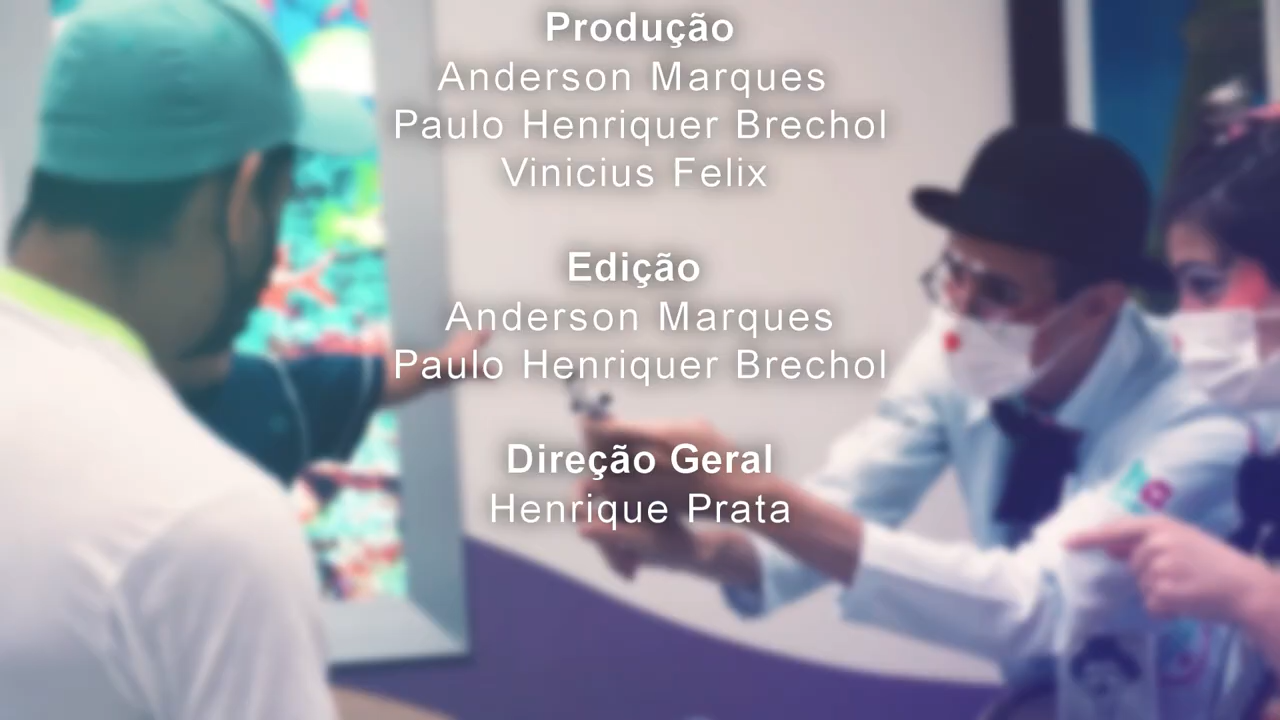 Produção
Anderson Marques
Paulo Henriquer Brechol
Vinicius Felix
Edição
Anderson Marques
Paulo Henriquer Brechol
Direção Geral
Henrique Prata